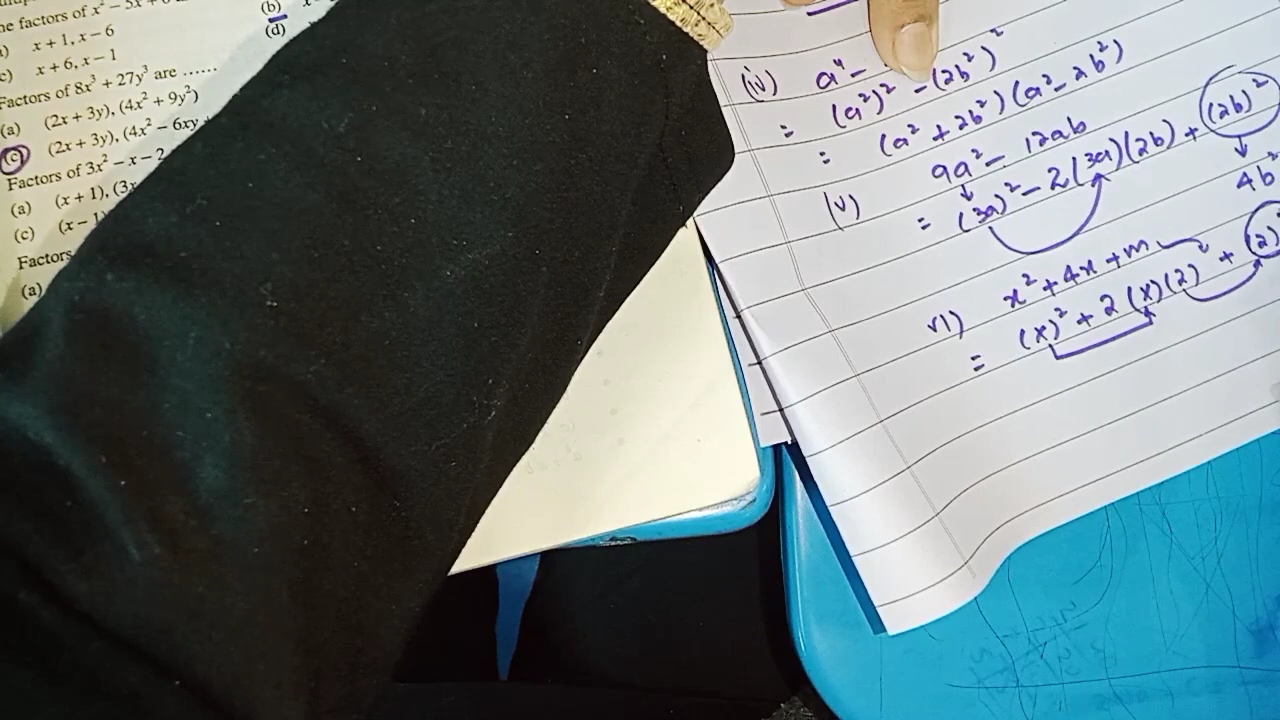 he factors of x² − 5x +
x + 1, x − 6
(b)
(d)
c) x + 6, x − 1
Factors of 8x³ + 27y³ are ......
(a) (2x + 3y), (4x² + 9y²)
(c) (2x + 3y), (4x² − 6xy
Factors of 3x² − x − 2
(a) (x + 1), (3x
(c) (x − 1
Factors
(a)
(iv) a⁴ −
= (a²)² − (2b²)²
= (a² + 2b²)(a² − 2b²)
(v) 9a² − 12ab
= (3a)² − 2(3a)(2b) + (2b)²
4b²
vi) x² + 4x + m
= (x)² + 2(x)(2) + (2)²